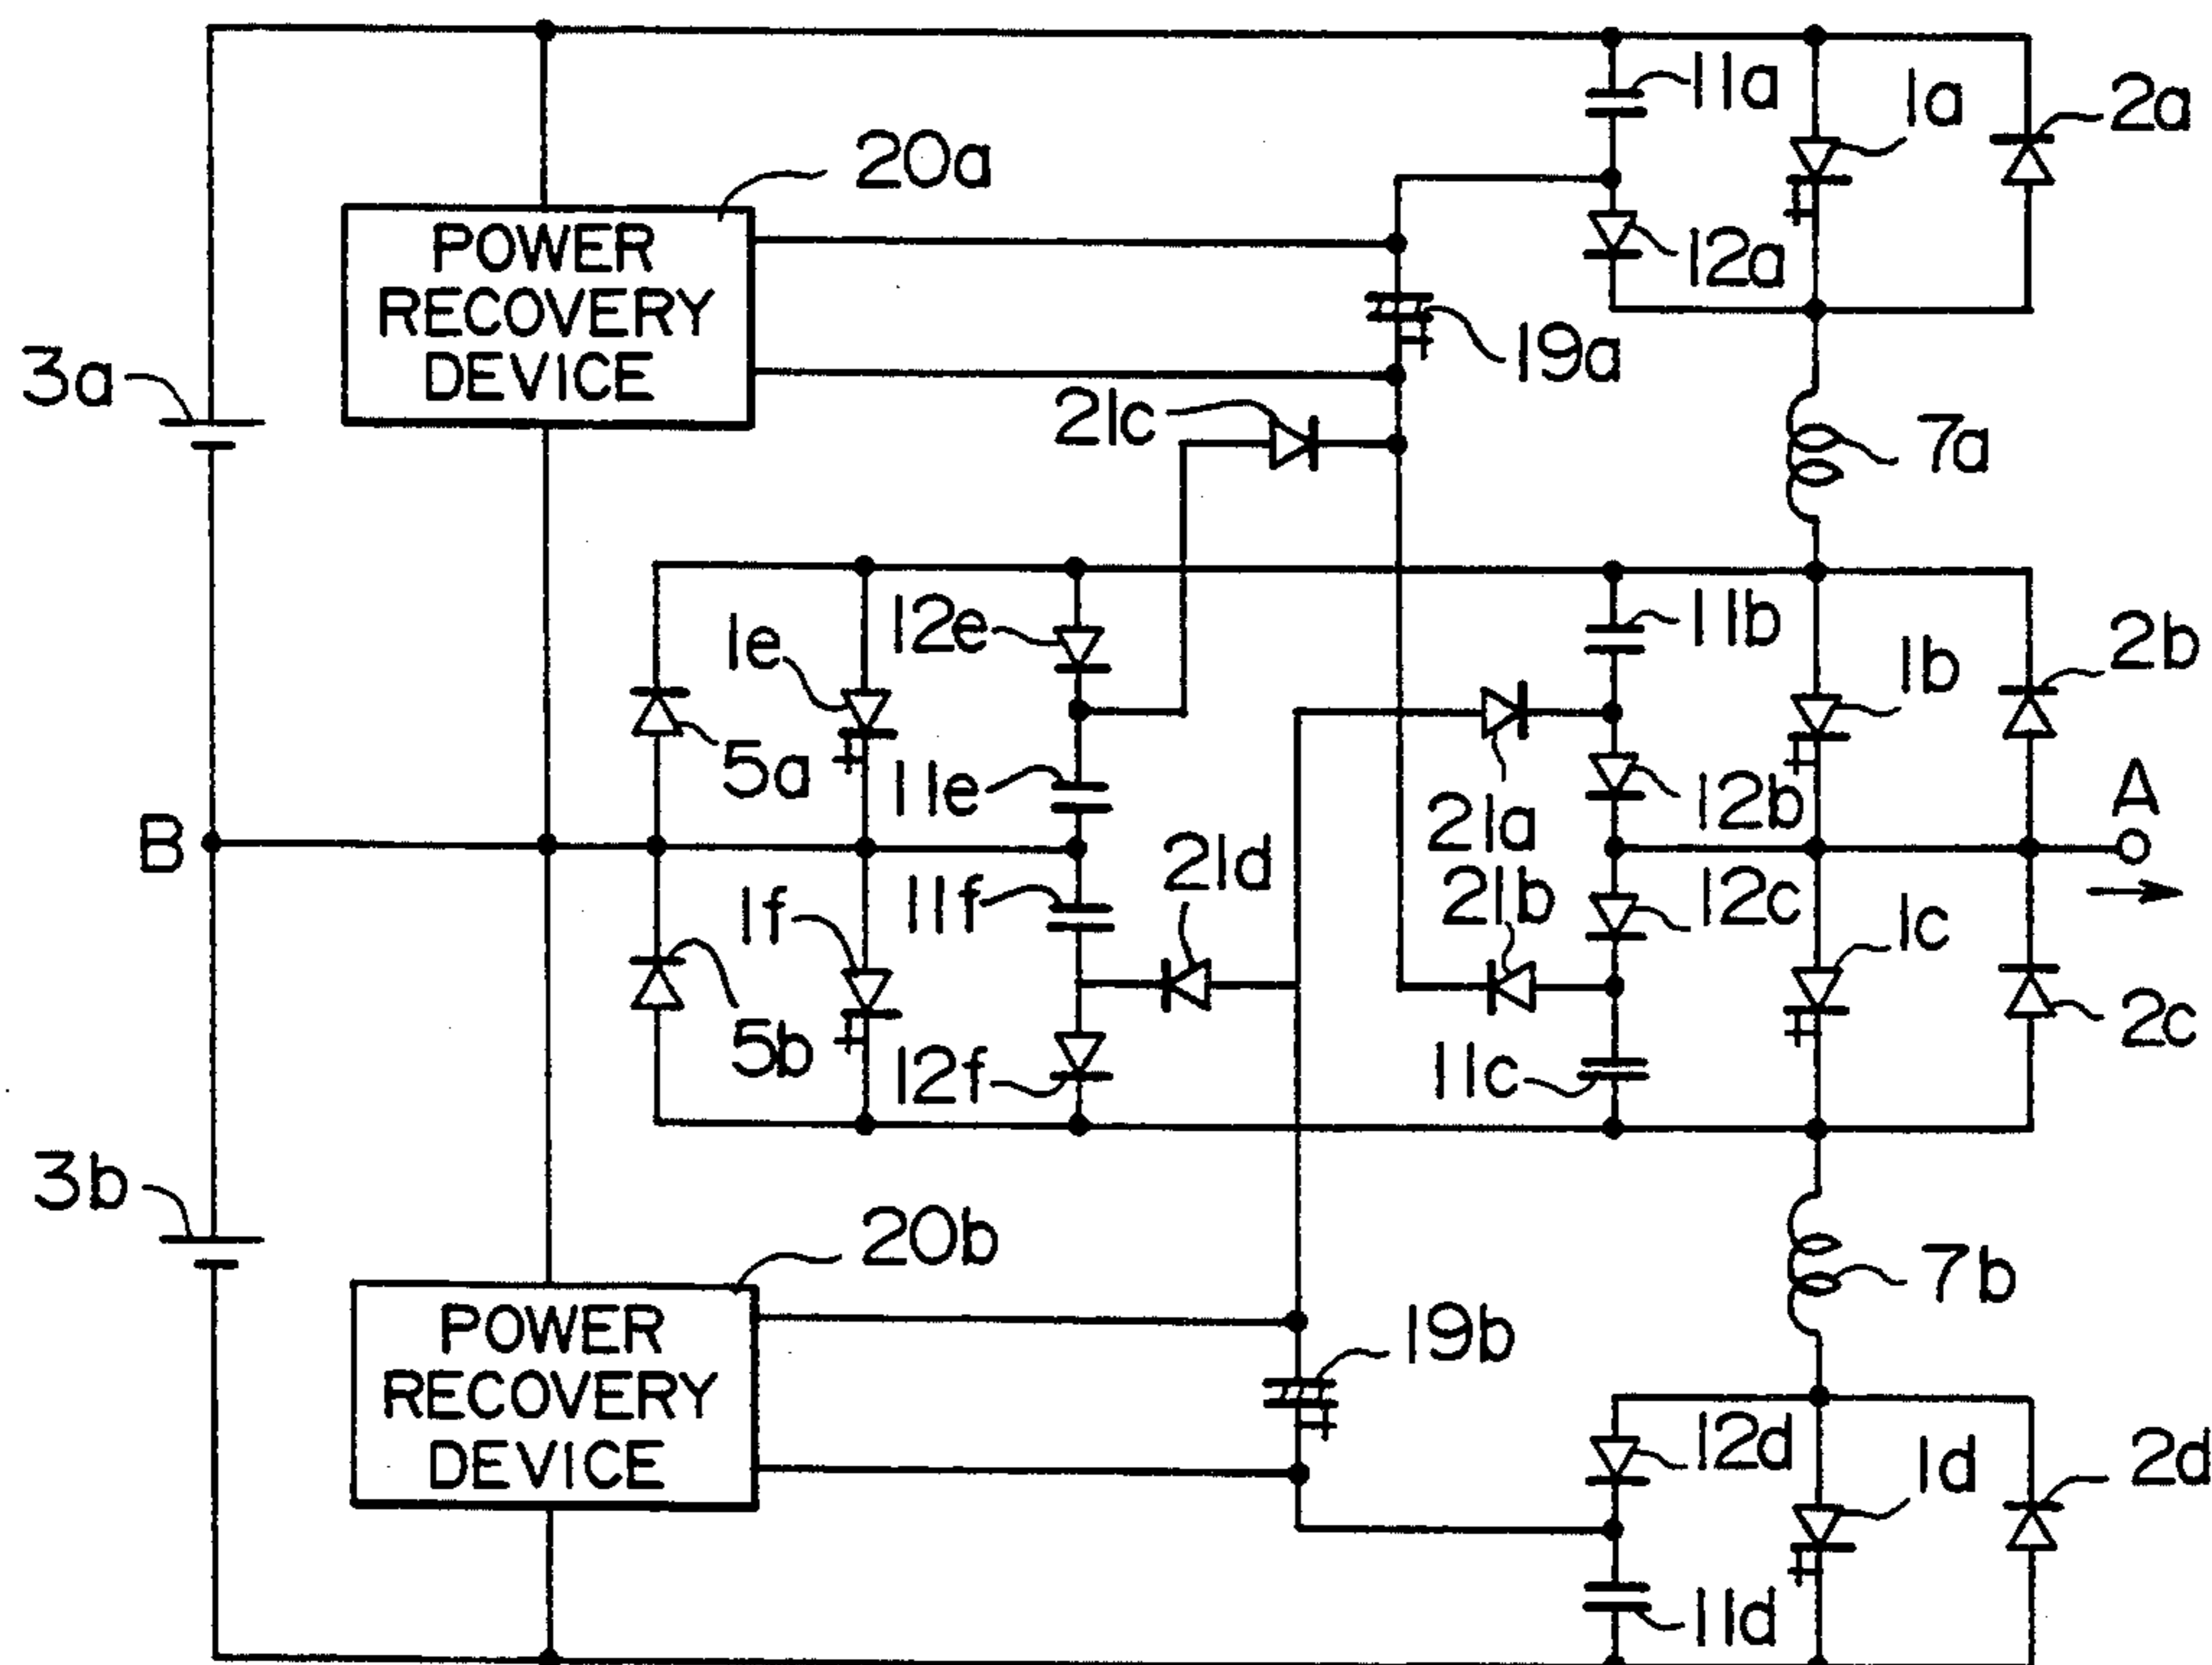 11a
1a
2a
20a
POWER
RECOVERY
DEVICE
12a
19a
3a
21c
7a
12e
11b
1e
1b
2b
5a
11e
21a
12b
A
B
21d
11f
21b
12c
1f
1c
5b
12f
11c
2c
3b
20b
7b
POWER
RECOVERY
DEVICE
19b
12d
1d
2d
11d